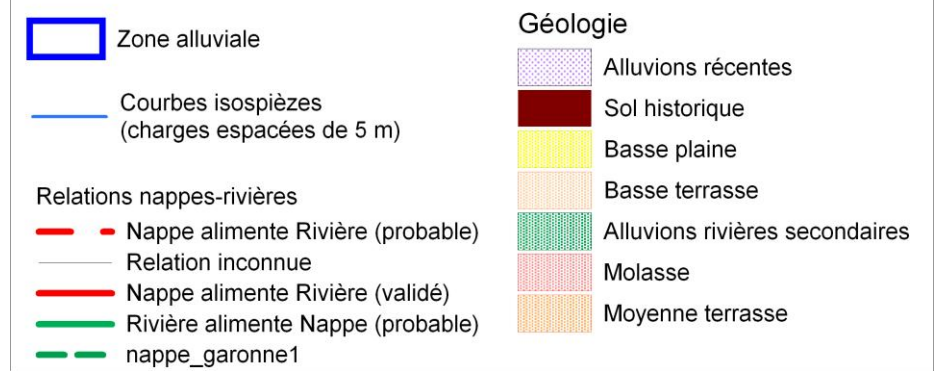 Zone alluviale
Courbes isospièzes
(charges espacées de 5 m)
Relations nappes-rivières
Nappe alimente Rivière (probable)
Relation inconnue
Nappe alimente Rivière (validé)
Rivière alimente Nappe (probable)
nappe_garonne1
Géologie
Alluvions récentes
Sol historique
Basse plaine
Basse terrasse
Alluvions rivières secondaires
Molasse
Moyenne terrasse